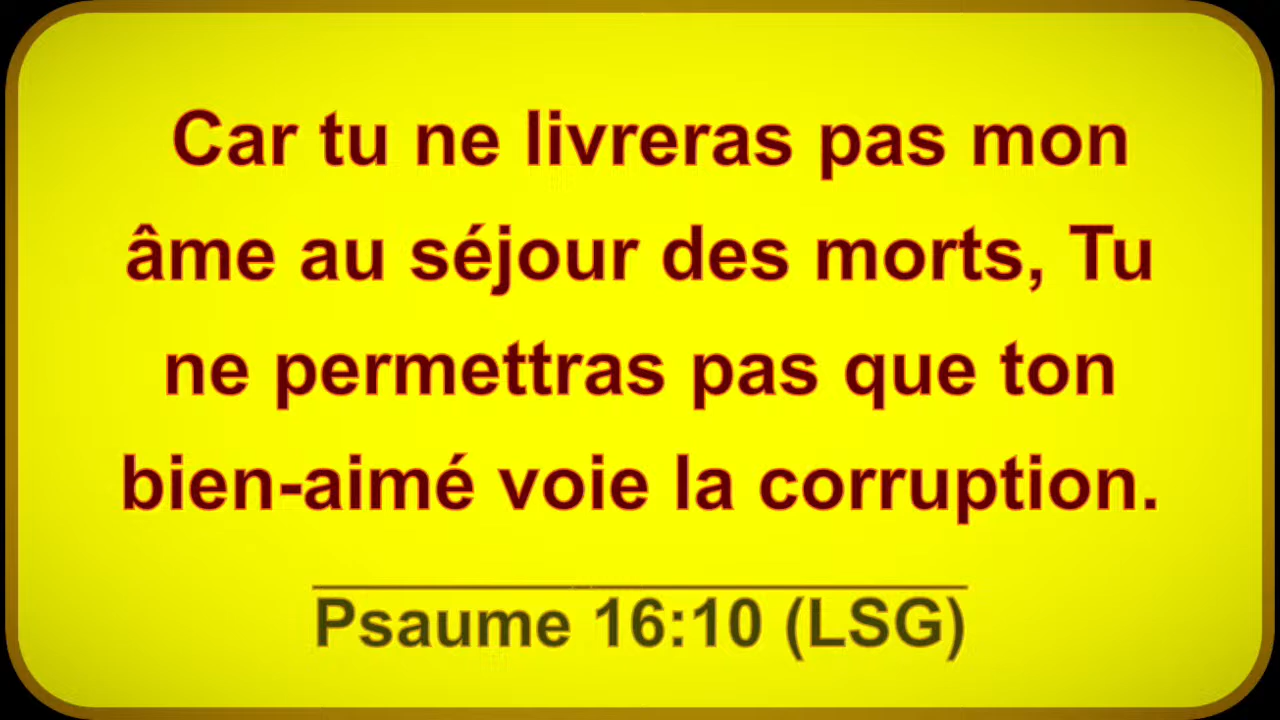 Car tu ne livreras pas mon
âme au séjour des morts, Tu
ne permettras pas que ton
bien-aimé voie la corruption.
Psaume 16:10 (LSG)